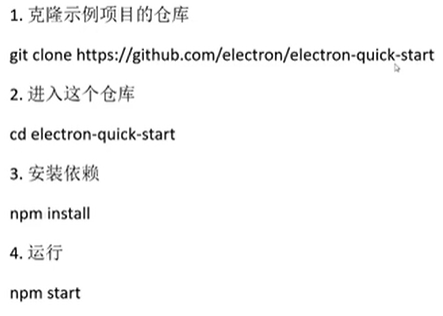 1. 克隆示例项目的仓库
git clone https://github.com/electron/electron-quick-start
2. 进入这个仓库
cd electron-quick-start
3. 安装依赖
npm install
4. 运行
npm start